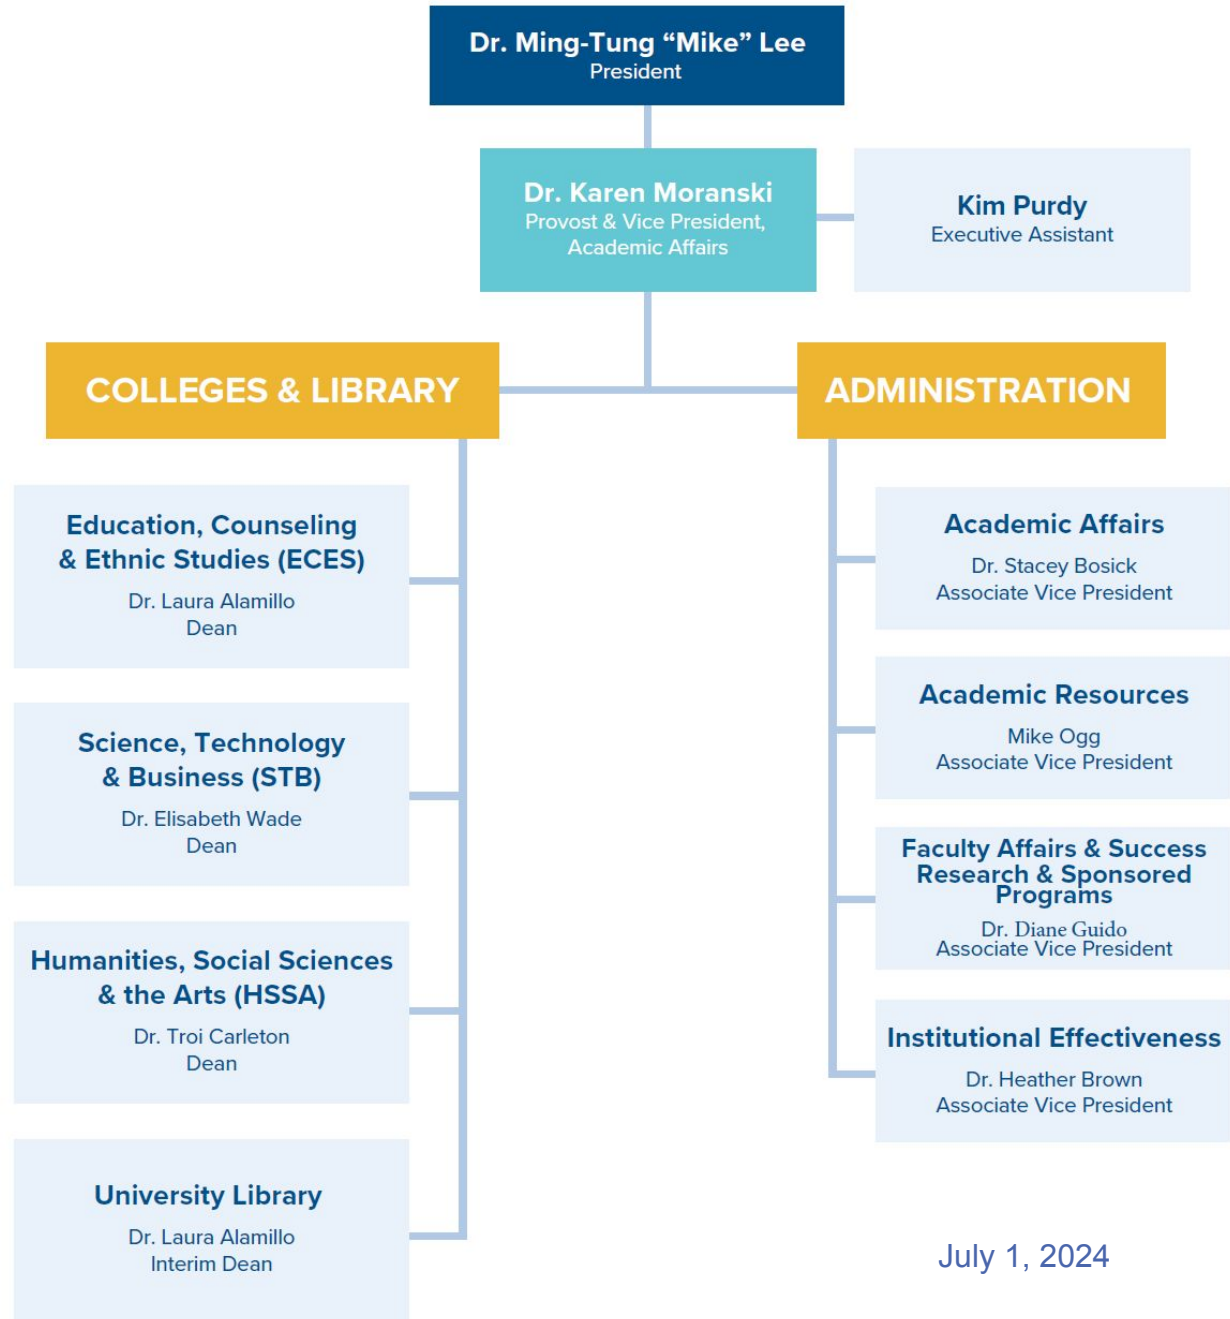 Dr. Ming-Tung “Mike” Lee
President
Dr. Karen Moranski
Provost & Vice President,
Academic Affairs
Kim Purdy
Executive Assistant
COLLEGES & LIBRARY
Education, Counseling
& Ethnic Studies (ECES)
Dr. Laura Alamillo
Dean
Science, Technology
& Business (STB)
Dr. Elisabeth Wade
Dean
Humanities, Social Sciences
& the Arts (HSSA)
Dr. Troi Carleton
Dean
University Library
Dr. Laura Alamillo
Interim Dean
ADMINISTRATION
Academic Affairs
Dr. Stacey Bosick
Associate Vice President
Academic Resources
Mike Ogg
Associate Vice President
Faculty Affairs & Success
Research & Sponsored
Programs
Dr. Diane Guido
Associate Vice President
Institutional Effectiveness
Dr. Heather Brown
Associate Vice President
July 1, 2024